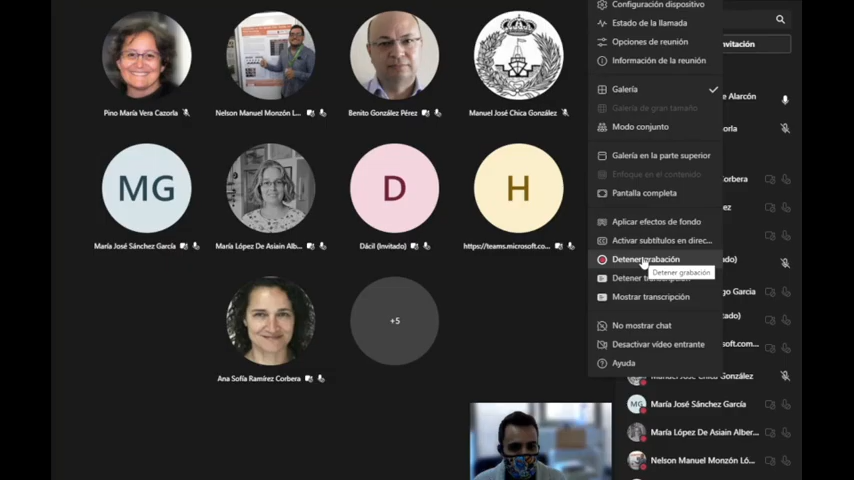 Pino María Vera Cazorla
Nelson Manuel Monzón L...
Benito González Pérez
Manuel José Chica González
MG
D
H
María José Sánchez García
María López De Asiain Alb...
Dácil (Invitado)
https://teams.microsoft.co...
+5
Ana Sofía Ramírez Corbera
Configuración dispositivo
Estado de la llamada
Opciones de reunión
Información de la reunión
Galería
Galería de gran tamaño
Modo conjunto
Galería en la parte superior
Enfoque en el contenido
Pantalla completa
Aplicar efectos de fondo
Activar subtítulos en direc...
Detener grabación
Detener grabación
Detener
Mostrar transcripción
No mostrar chat
Desactivar vídeo entrante
Ayuda
Alarcón
Manuel José Chica González
MG
María José Sánchez García
María López De Asiain Alber...
Nelson Manuel Monzón Ló...